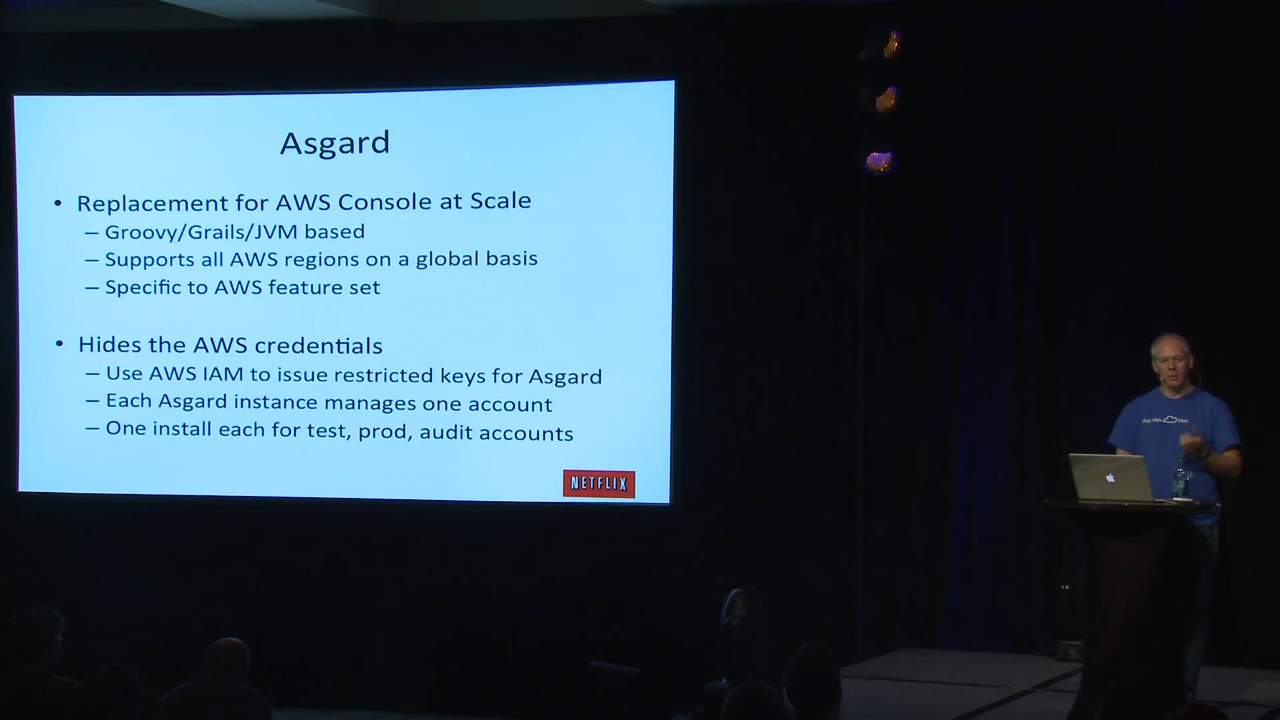 Asgard
• Replacement for AWS Console at Scale
– Groovy/Grails/JVM based
– Supports all AWS regions on a global basis
– Specific to AWS feature set
• Hides the AWS credentials
– Use AWS IAM to issue restricted keys for Asgard
– Each Asgard instance manages one account
– One install each for test, prod, audit accounts
NETFLIX